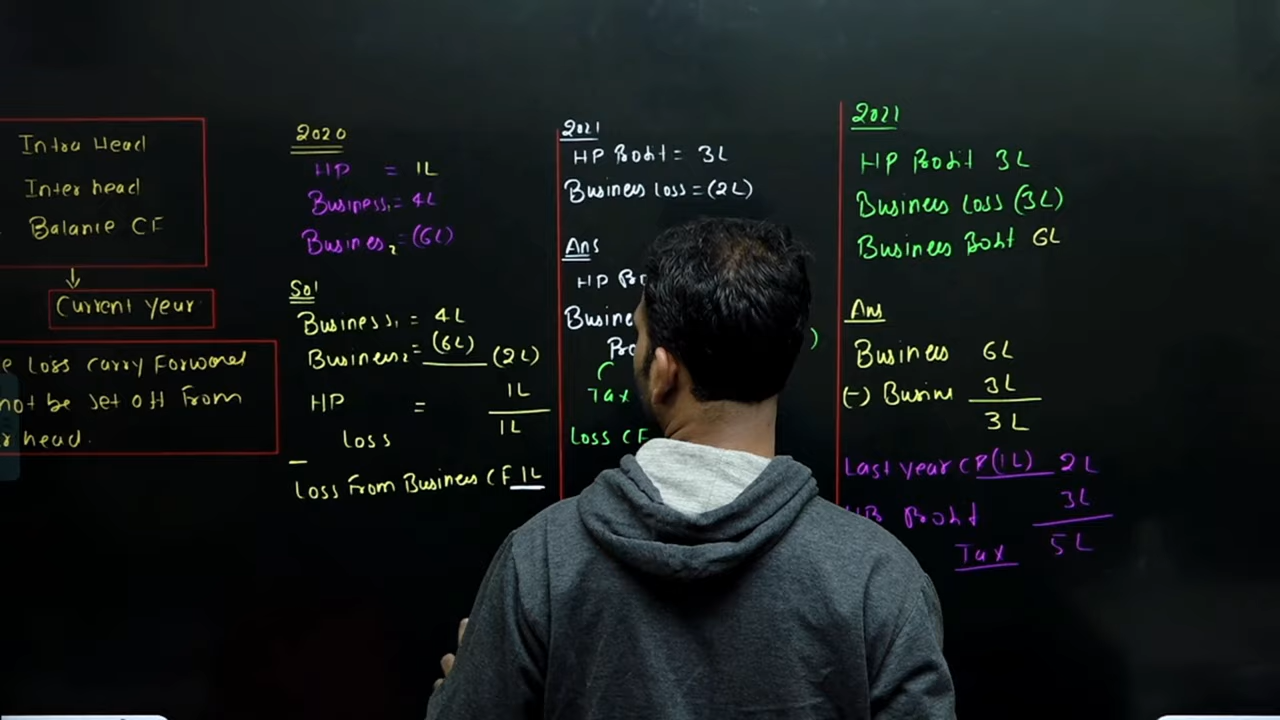 Intra Head
Inter head
Balance CF
Current year
e loss carry Forward
not be set off from
r head.
2020
HP = 1L
Business₁ = 4L
Busines₂ = (6L)
Sol
Business₁ = 4L
Business₂ = (6L) (2L)
HP = 1L
Loss 1L
Loss From Business CF 1L
2021
HP Profit = 3L
Business loss = (2L)
Ans
HP
Busine
Tax
Loss CF
)
2021
HP Profit 3L
Business Loss (3L)
Business Profit 6L
Ans
Business 6L
(-) Busine 3L
3L
Last year CF (1L) 2L
Profit 3L
Tax 5L